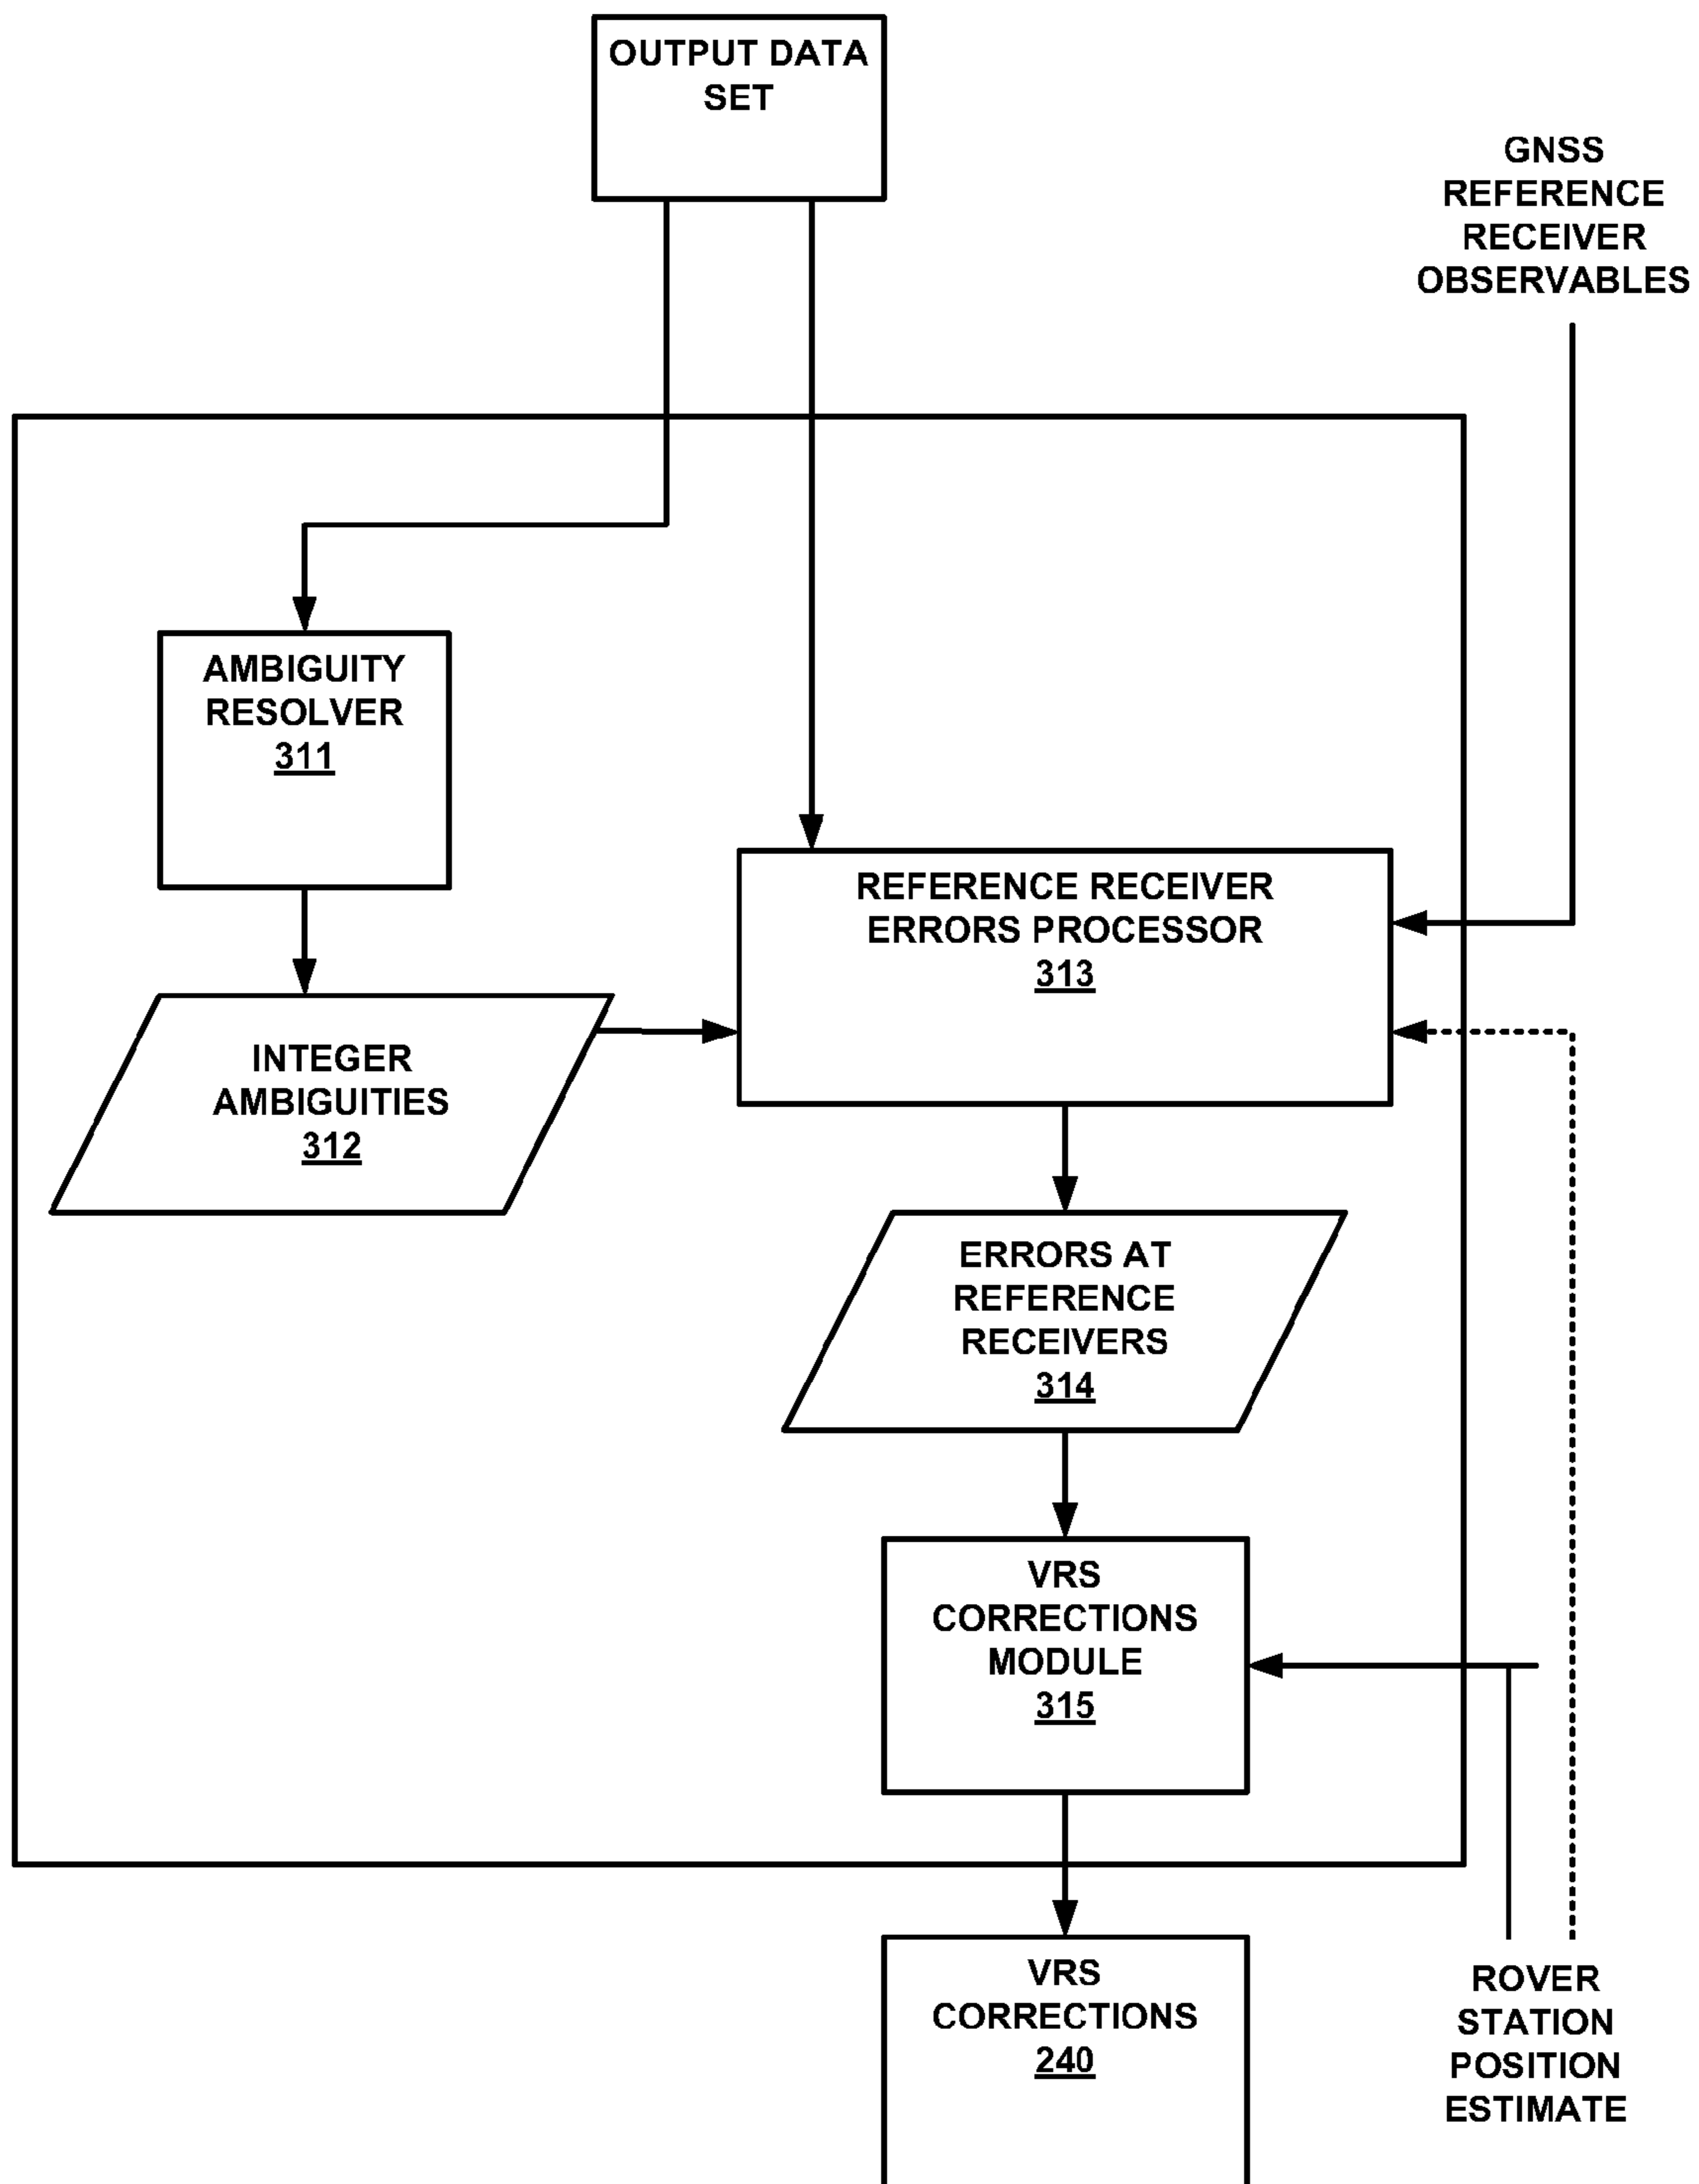 OUTPUT DATA
SET
GNSS
REFERENCE
RECEIVER
OBSERVABLES
AMBIGUITY
RESOLVER
311
REFERENCE RECEIVER
ERRORS PROCESSOR
313
INTEGER
AMBIGUITIES
312
ERRORS AT
REFERENCE
RECEIVERS
314
VRS
CORRECTIONS
MODULE
315
VRS
CORRECTIONS
240
ROVER
STATION
POSITION
ESTIMATE